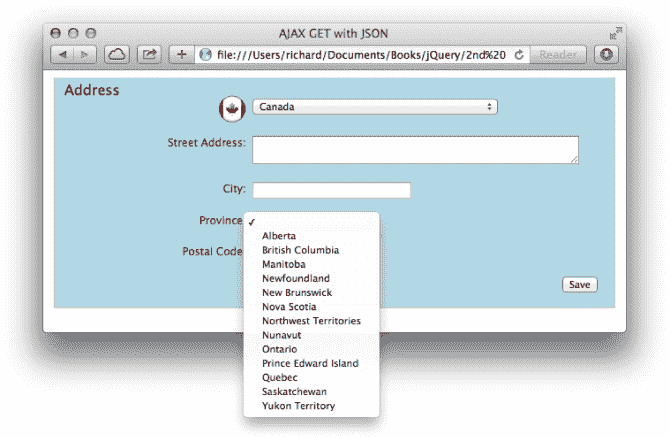 AJAX GET with JSON
file:///Users/richard/Documents/Books/jQuery/2nd%20
Reader
Address
Canada
Street Address:
City:
Province
Alberta
British Columbia
Manitoba
Newfoundland
New Brunswick
Nova Scotia
Northwest Territories
Nunavut
Ontario
Prince Edward Island
Quebec
Saskatchewan
Yukon Territory
Postal Code
Save